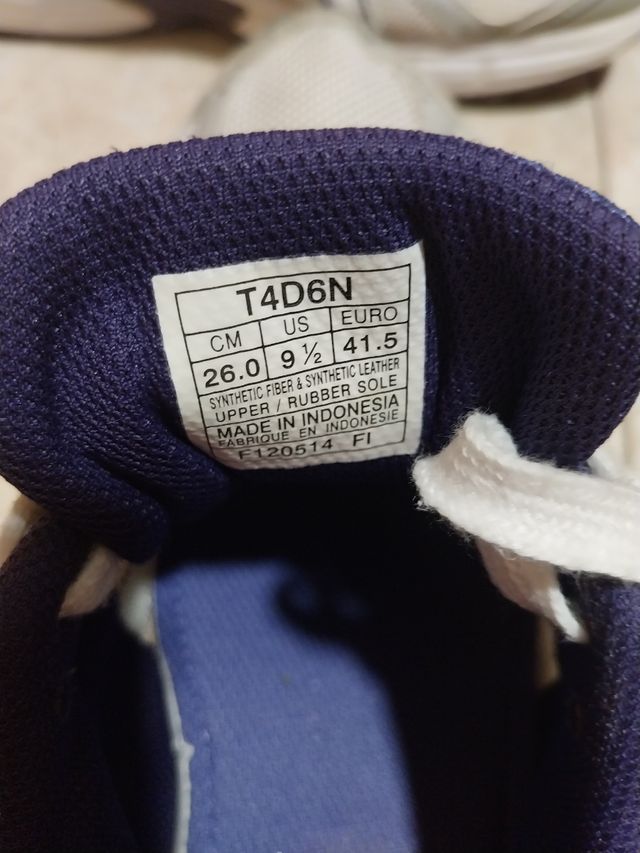 T4D6N
CM US EURO
26.0 9 ½ 41.5
SYNTHETIC FIBER & SYNTHETIC LEATHER
UPPER / RUBBER SOLE
MADE IN INDONESIA
FABRIQUE EN INDONESIE
F120514 FI